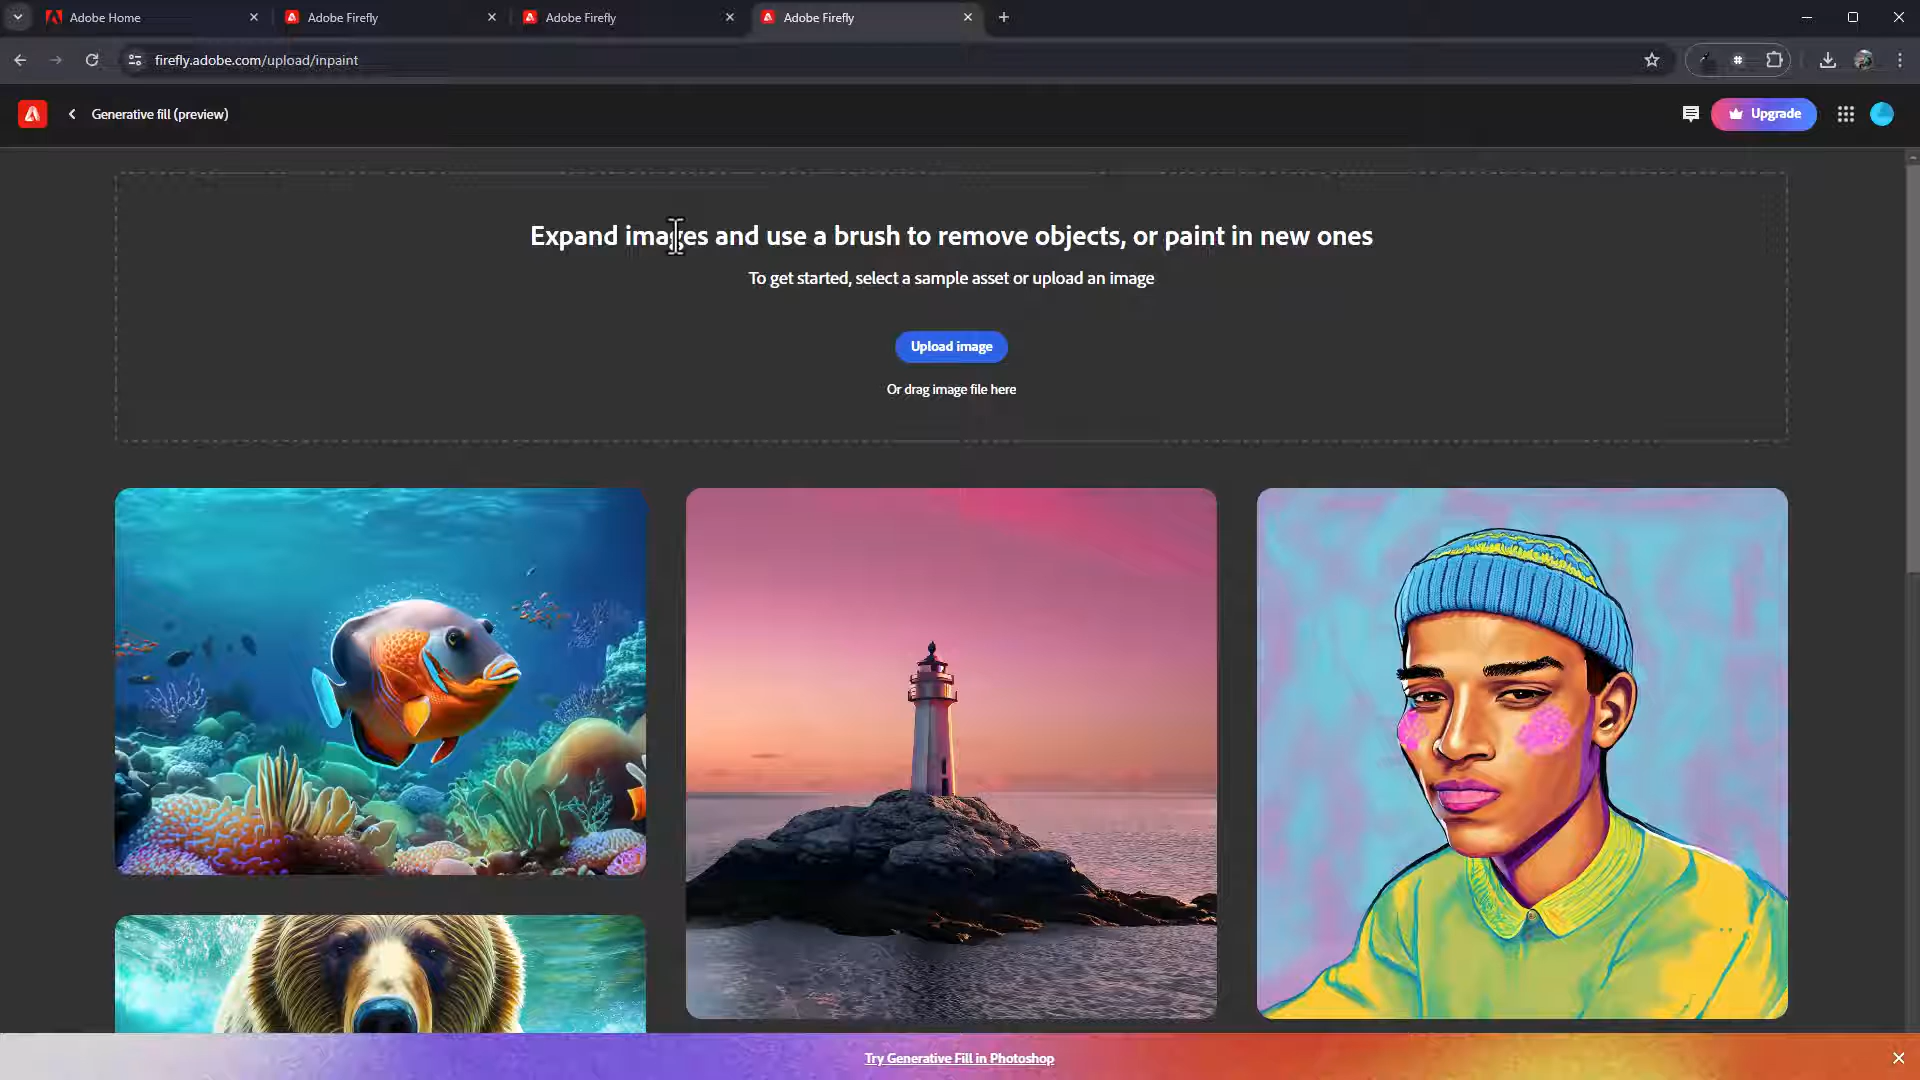 Adobe Home
Adobe Firefly
Adobe Firefly
Adobe Firefly
firefly.adobe.com/upload/inpaint
Generative fill (preview)
Upgrade
Expand images and use a brush to remove objects, or paint in new ones
To get started, select a sample asset or upload an image
Upload image
Or drag image file here
Try Generative Fill in Photoshop